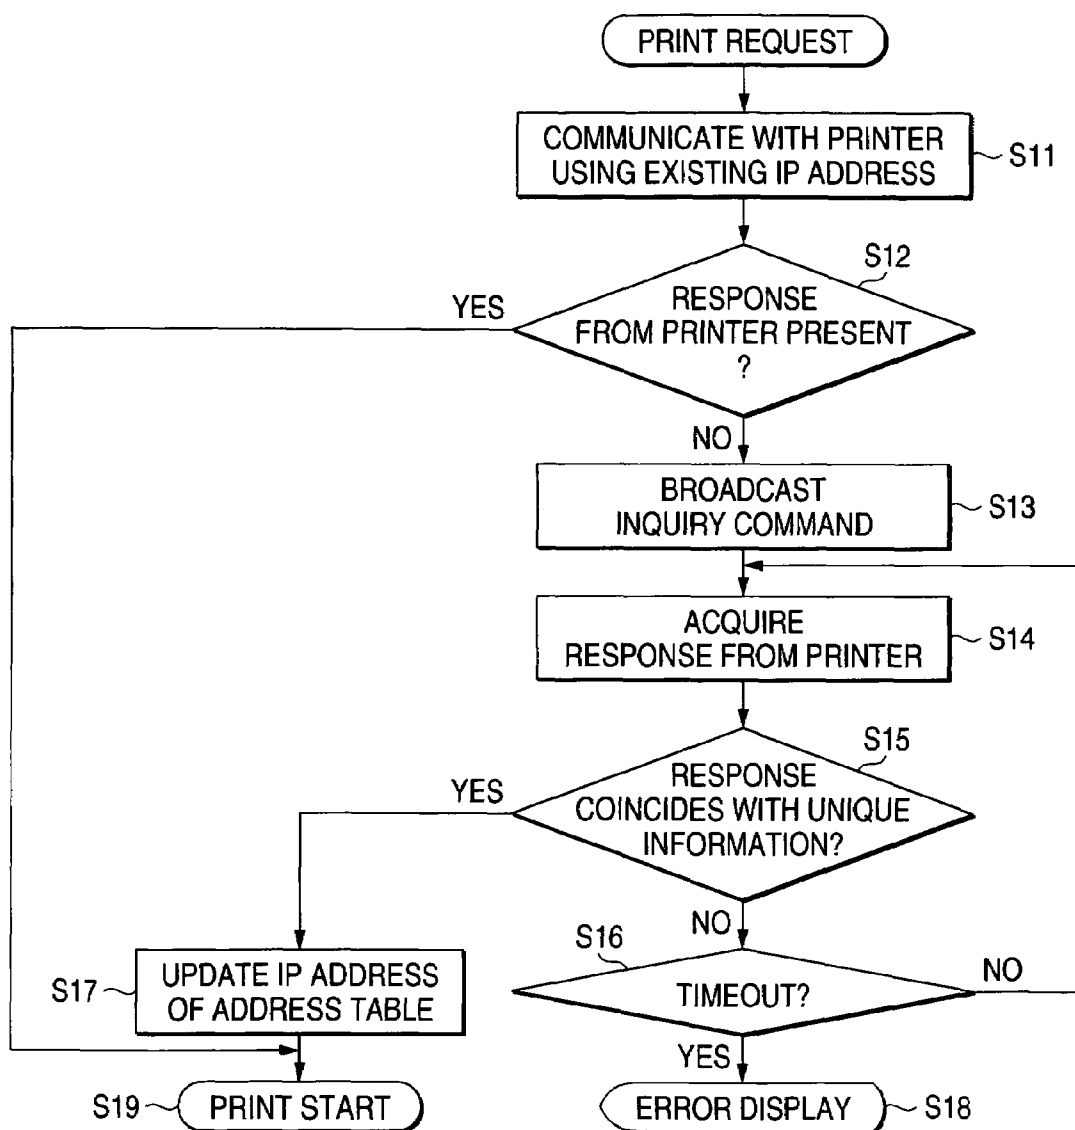 PRINT REQUEST
COMMUNICATE WITH PRINTER
USING EXISTING IP ADDRESS
S11
S12
RESPONSE
FROM PRINTER PRESENT
?
YES
NO
BROADCAST
INQUIRY COMMAND
S13
ACQUIRE
RESPONSE FROM PRINTER
S14
S15
RESPONSE
COINCIDES WITH UNIQUE
INFORMATION?
YES
NO
S16
TIMEOUT?
NO
YES
S17
UPDATE IP ADDRESS
OF ADDRESS TABLE
S19
PRINT START
ERROR DISPLAY
S18